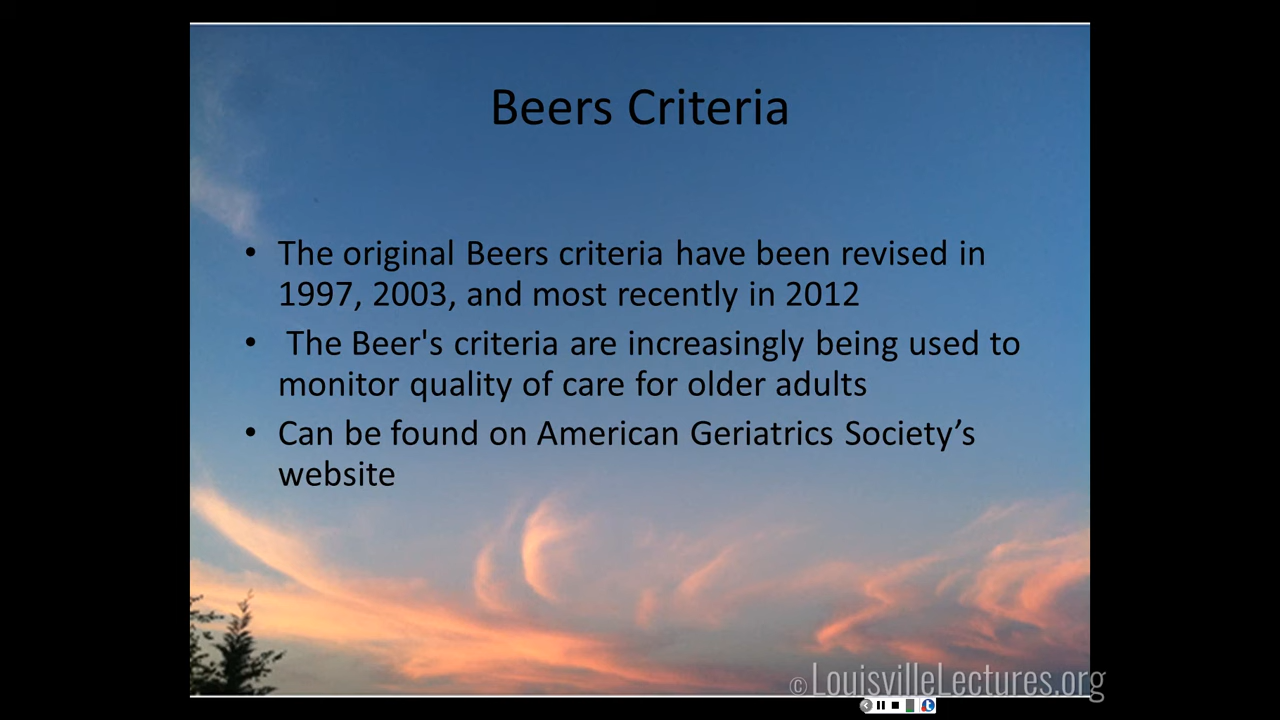 Beers Criteria
• The original Beers criteria have been revised in
1997, 2003, and most recently in 2012
• The Beer's criteria are increasingly being used to
monitor quality of care for older adults
• Can be found on American Geriatrics Society’s
website
© LouisvilleLectures.org